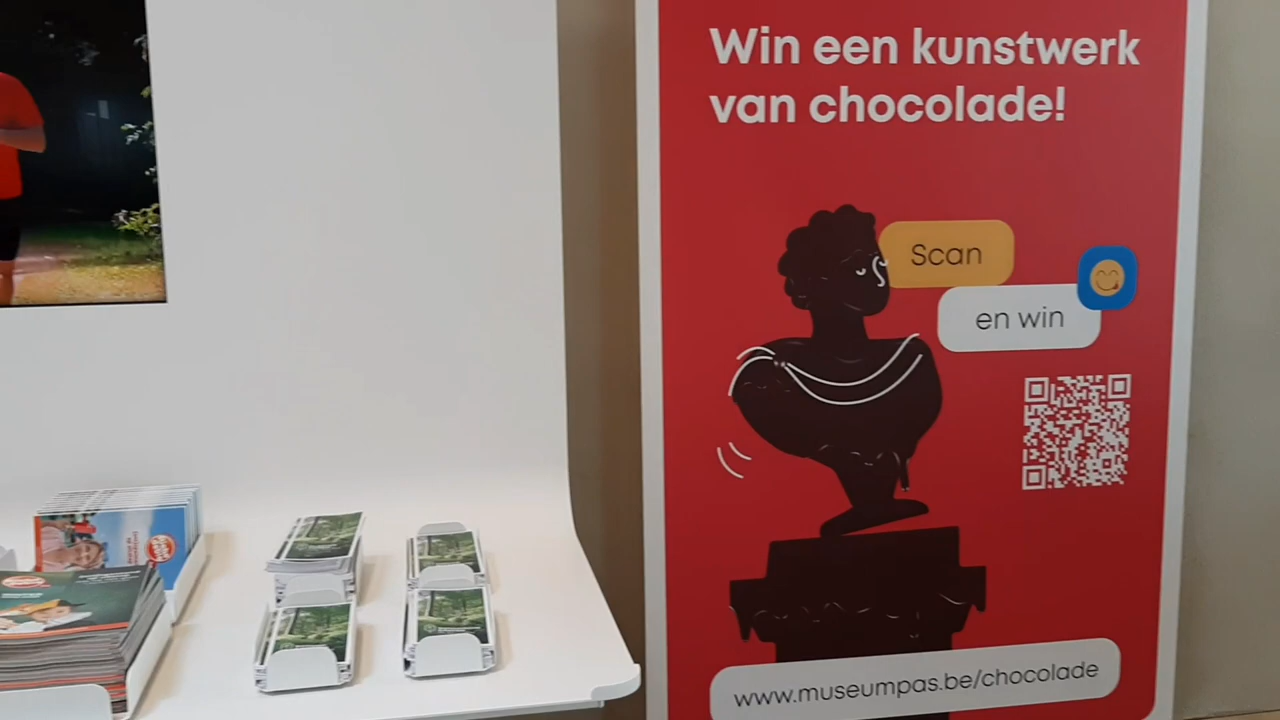 Win een kunstwerk
van chocolade!
Scan
en win
www.museumpas.be/chocolade